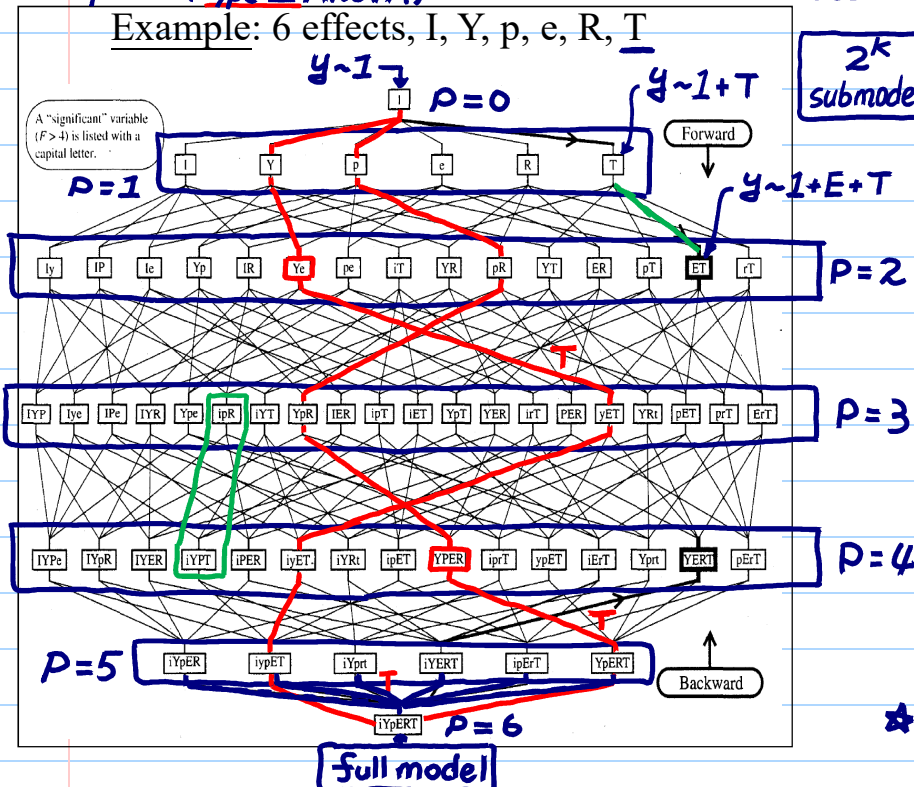 Example: 6 effects, I, Y, p, e, R, T
y~1
P=0
y~1+T
2^k
submode
A "significant" variable
(F > 4) is listed with a
capital letter.
Forward
I Y p e R T
P=1
y~1+E+T
Iy IP Ie Yp IR Ye pe iT YR pR YT ER pT ET rT
P=2
T
IYP Iye IPe IYR Ype ipR iYT YpR IER ipT iET YpT YER irT PER yET YRt pET prT ErT
P=3
IYPe IYpR IYER iYPT iPER iyET iYRt ipET YPER iprT ypET iErT Yprt YERT pErT
P=4
T
P=5
iYpER iypET iYprt iYERT ipErT YpERT
Backward
T
iYpERT
P=6
full model